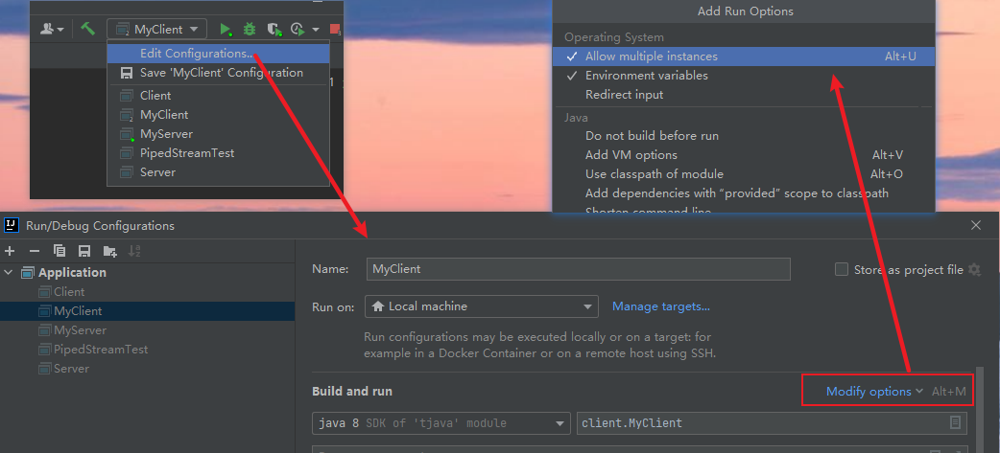 MyClient
Edit Configurations...
Save 'MyClient' Configuration
Client
MyClient
MyServer
PipedStreamTest
Server
1
Add Run Options
Operating System
Allow multiple instances Alt+U
Environment variables
Redirect input
Java
Do not build before run
Add VM options Alt+V
Use classpath of module Alt+O
Add dependencies with “provided” scope to classpath
Shorten command line
Run/Debug Configurations
Application
Client
MyClient
MyServer
PipedStreamTest
Server
Name: MyClient
Store as project file
Run on: Local machine
Manage targets...
Run configurations may be executed locally or on a target: for
example in a Docker Container or on a remote host using SSH.
Build and run
Modify options Alt+M
java 8 SDK of 'tjava' module
client.MyClient